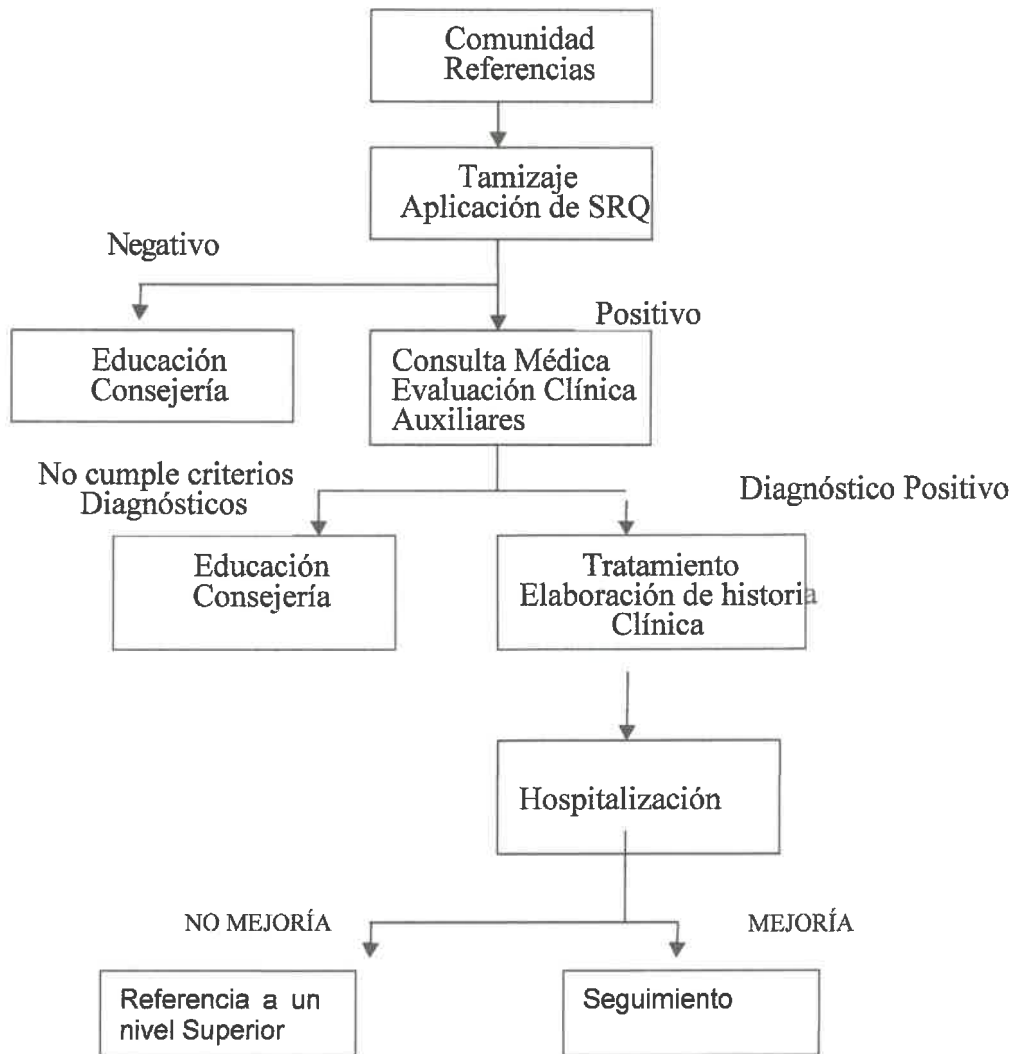 Comunidad
Referencias
Tamizaje
Aplicación de SRQ
Negativo
Positivo
Educación
Consejería
Consulta Médica
Evaluación Clínica
Auxiliares
No cumple criterios
Diagnósticos
Diagnóstico Positivo
Educación
Consejería
Tratamiento
Elaboración de historia
Clínica
Hospitalización
NO MEJORÍA
MEJORÍA
Referencia a un
nivel Superior
Seguimiento